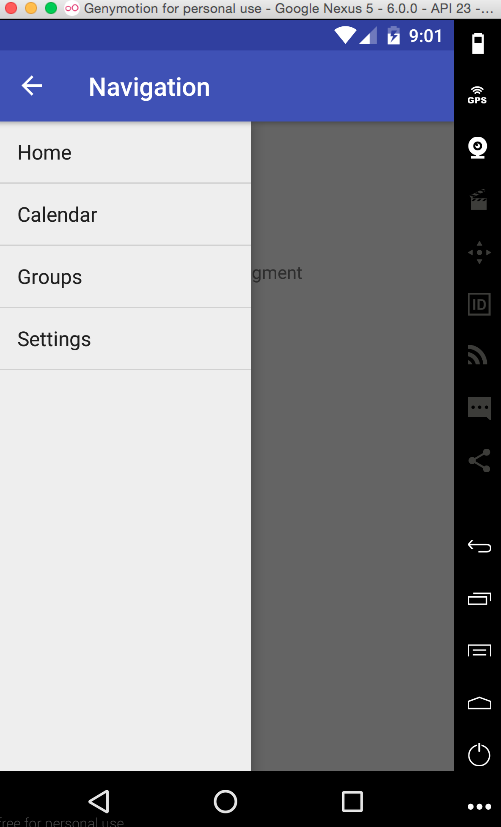 Genymotion for personal use - Google Nexus 5 - 6.0.0 - API 23 -...
9:01
GPS
Navigation
Home
Calendar
Groups
gment
Settings
ID
free for personal use